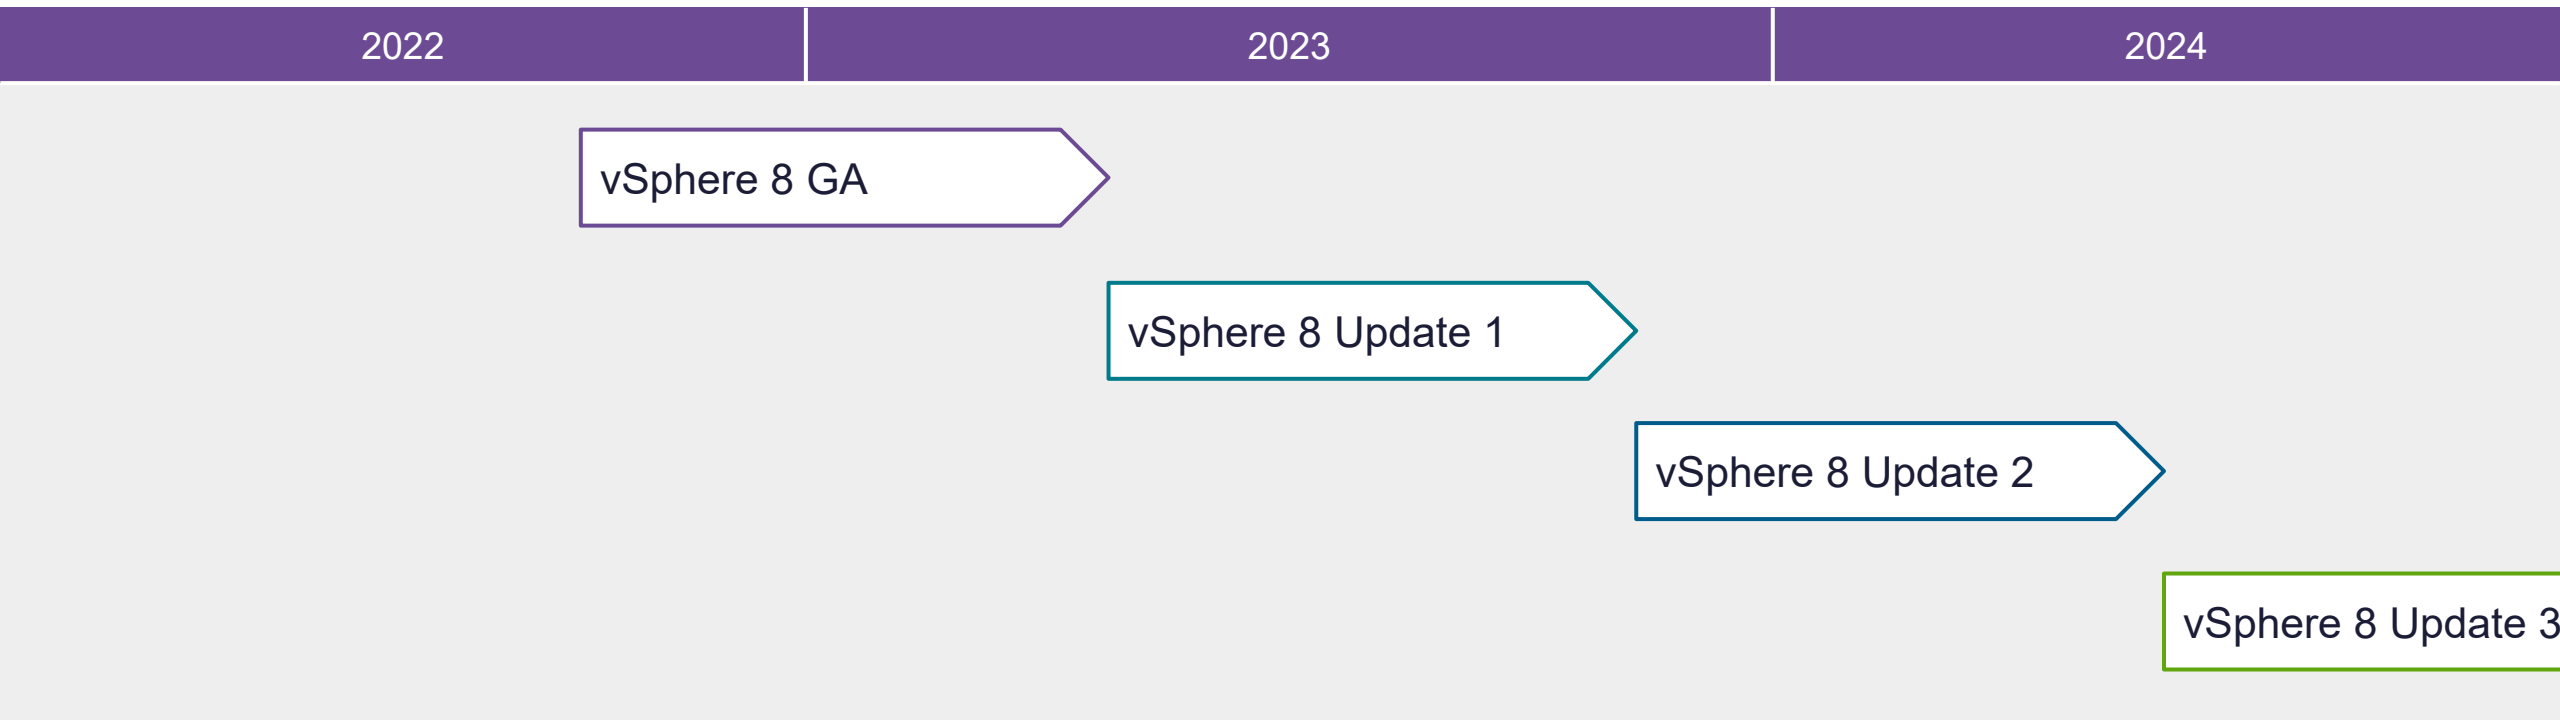 2022 2023 2024
vSphere 8 GA
vSphere 8 Update 1
vSphere 8 Update 2
vSphere 8 Update 3